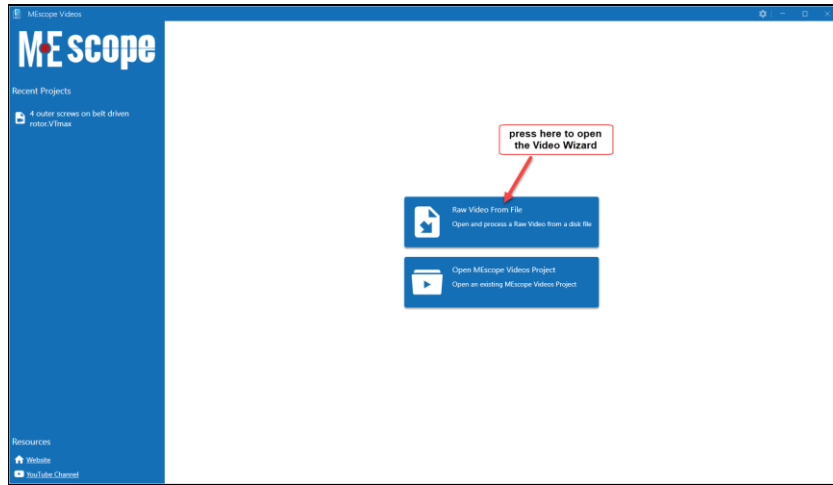 MEscope Videos
MEscope
Recent Projects
4 outer screws on belt driven
rotor.VTmax
press here to open
the Video Wizard
Raw Video From File
Open and process a Raw Video from a disk file
Open MEscope Videos Project
Open an existing MEscope Videos Project
Resources
Website
YouTube Channel